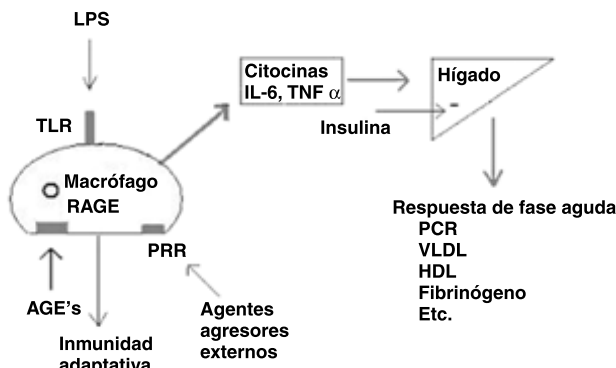 LPS
TLR
Macrófago
RAGE
PRR
AGE's
Inmunidad
adaptativa
Agentes
agresores
externos
Citocinas
IL-6, TNF α
Insulina
Hígado
-
Respuesta de fase aguda
PCR
VLDL
HDL
Fibrinógeno
Etc.